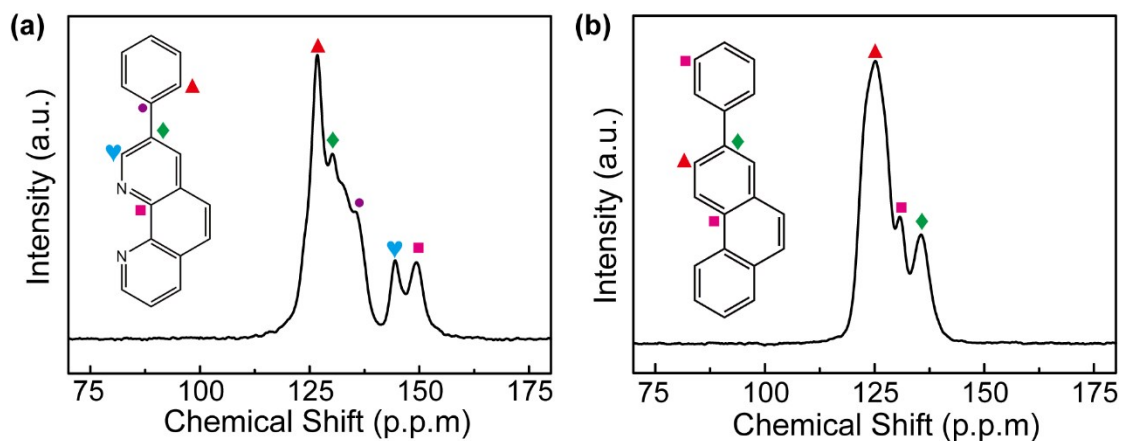 (a)
Intensity (a.u.)
N
N
75 100 125 150 175
Chemical Shift (p.p.m)
(b)
Intensity (a.u.)
75 100 125 150 175
Chemical Shift (p.p.m)